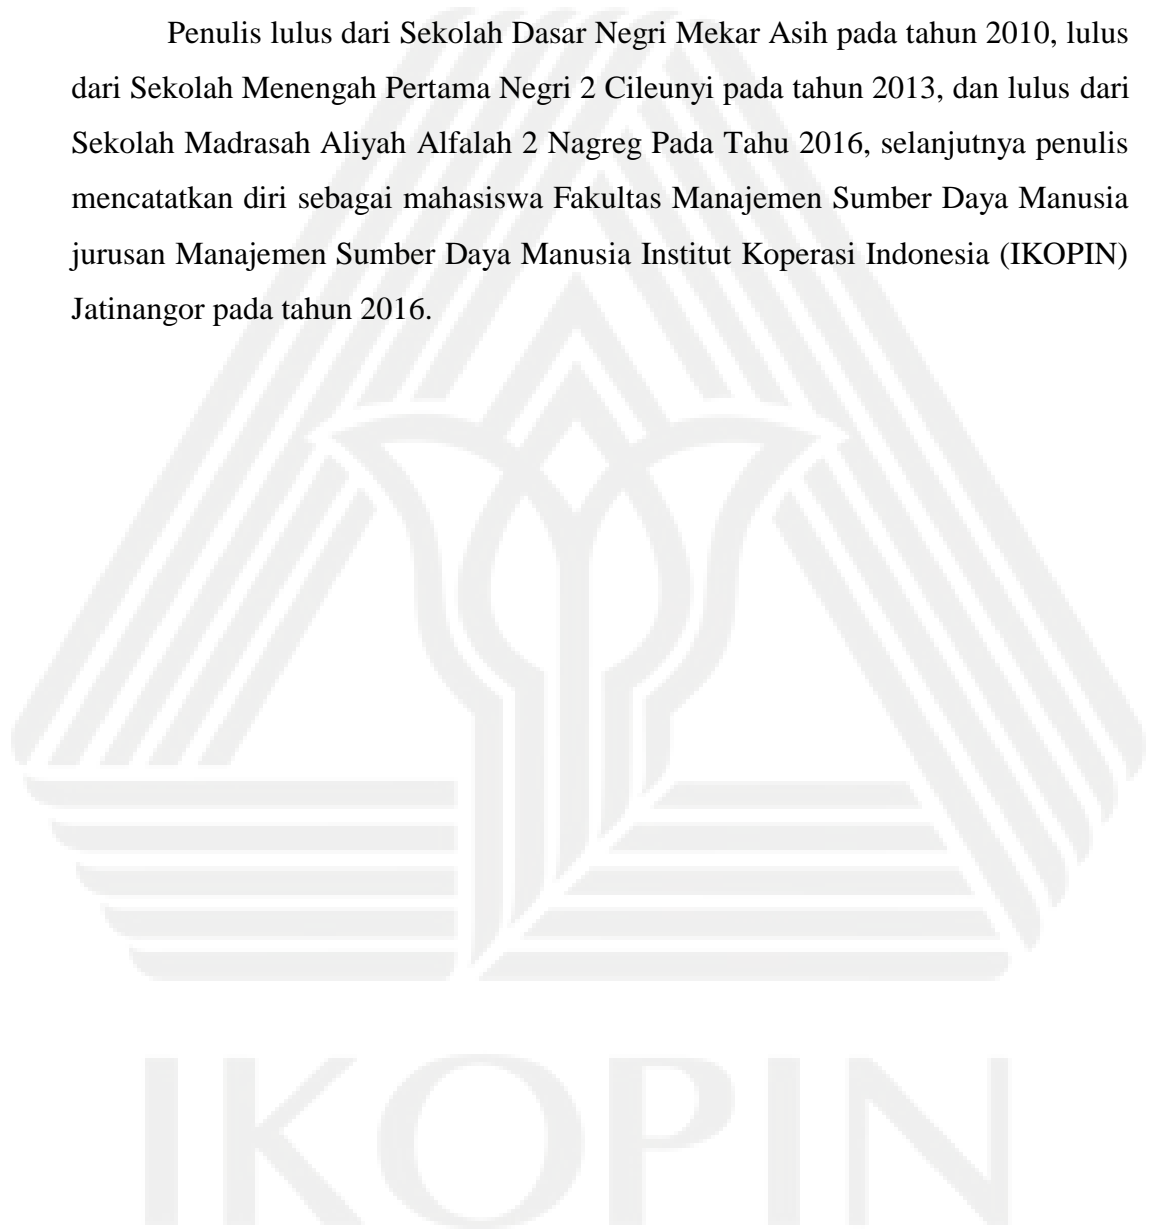 Penulis lulus dari Sekolah Dasar Negri Mekar Asih pada tahun 2010, lulus
dari Sekolah Menengah Pertama Negri 2 Cileunyi pada tahun 2013, dan lulus dari
Sekolah Madrasah Aliyah Alfalah 2 Nagreg Pada Tahu 2016, selanjutnya penulis
mencatatkan diri sebagai mahasiswa Fakultas Manajemen Sumber Daya Manusia
jurusan Manajemen Sumber Daya Manusia Institut Koperasi Indonesia (IKOPIN)
Jatinangor pada tahun 2016.
IKOPIN